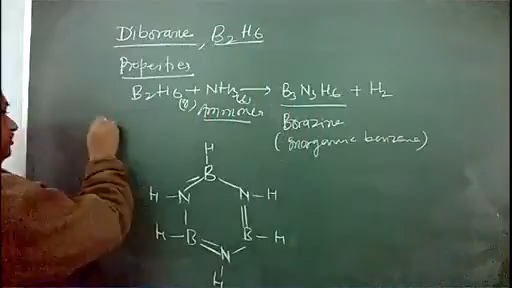 Diborane, B2H6
Properties
B2H6 + NH3 → B3N3H6 + H2
(g) Ammonia
Borazine
(Inorganic benzene)
H
B
H - N N - H
H - B B - H
N
H